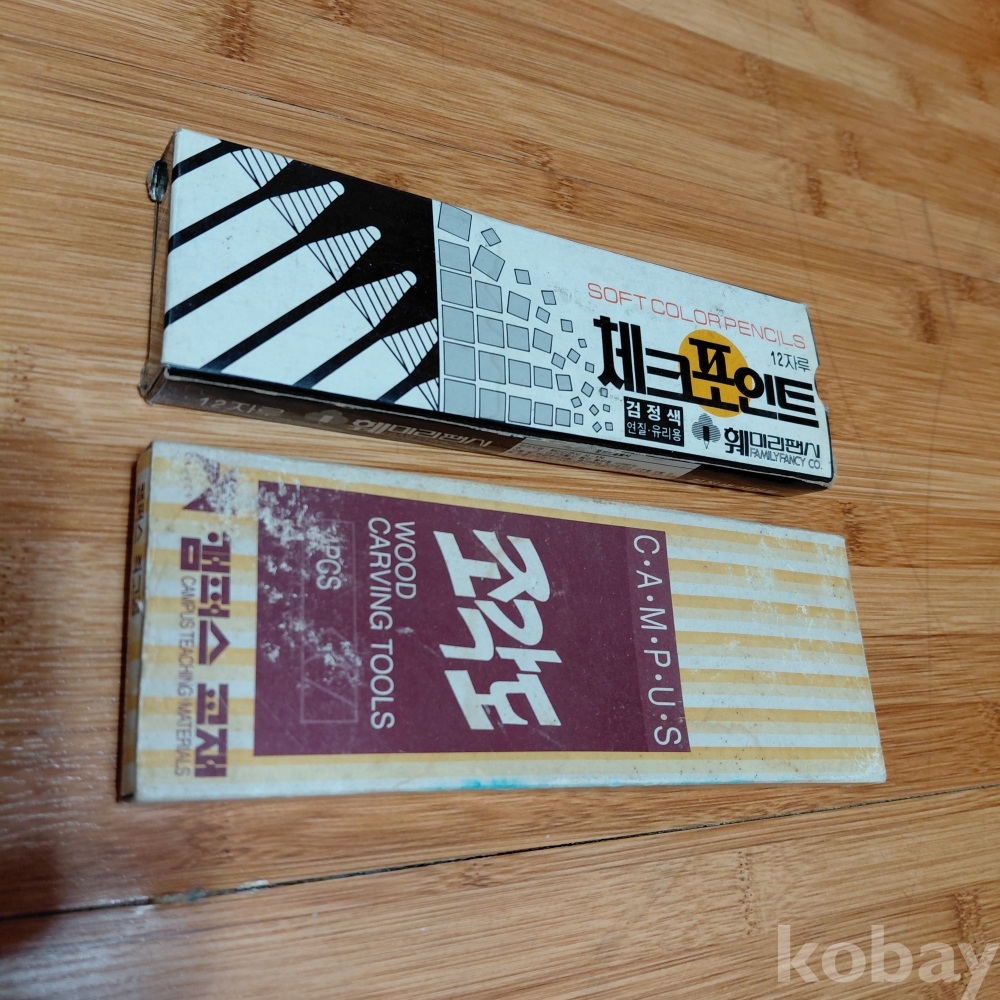 SOFT COLOR PENCILS
12자루
체크포인트
검정색
연질·유리용
훼미리팬시
FAMILY FANCY CO.
12자루
훼미리팬시
C·A·M·P·U·S
조각도
WOOD
CARVING TOOLS
PCS
캠퍼스 교재
CAMPUS TEACHING MATERIALS
kobay